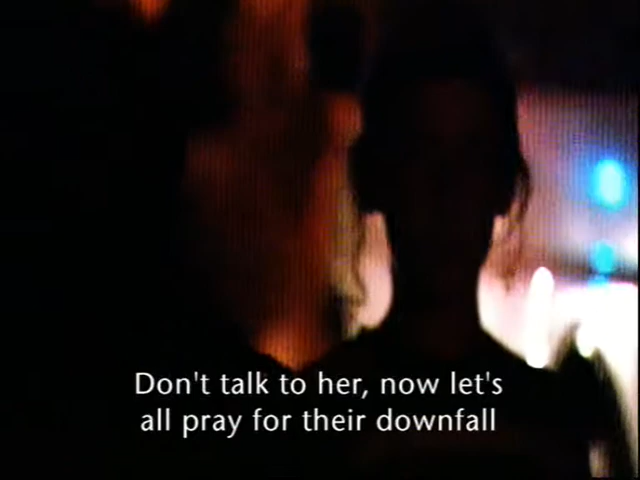 Don't talk to her, now let's
all pray for their downfall